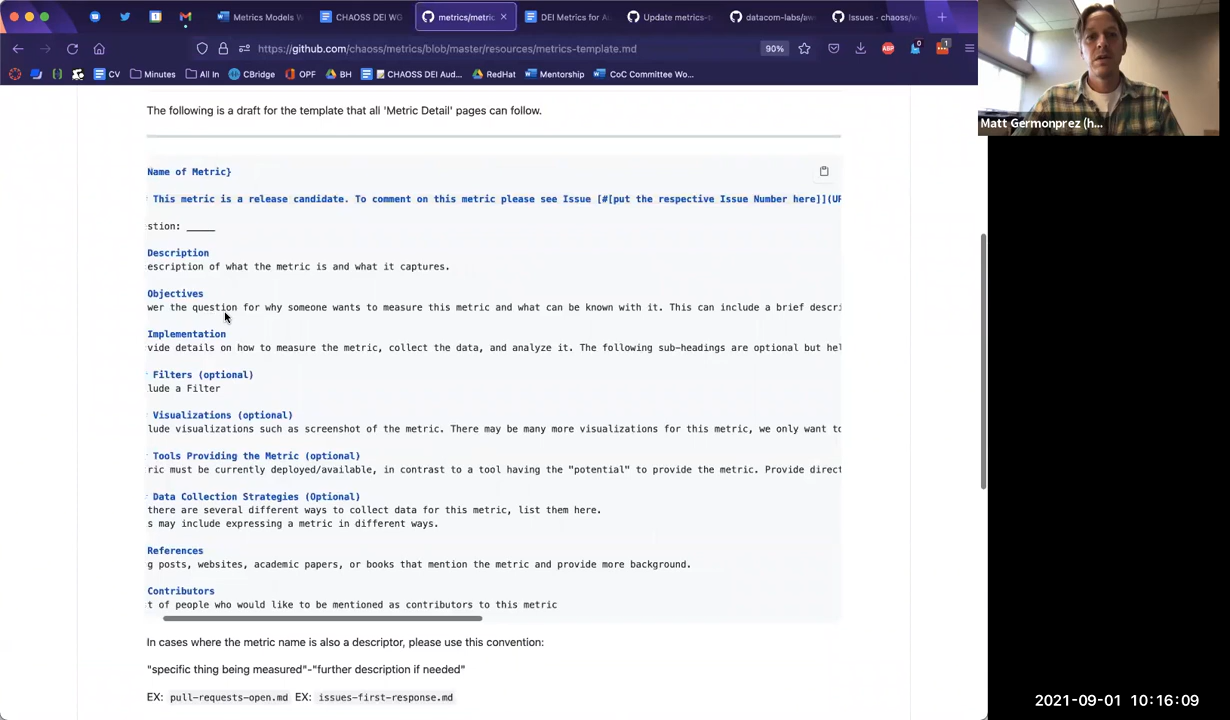 Metrics Models W
CHAOSS DEI WO
metrics/metric
DEI Metrics for A
Update metrics-t
datacom-labs/aw
Issues · chaoss/w
https://github.com/chaoss/metrics/blob/master/resources/metrics-template.md
90%
ABP
0
1
CV
Minutes
All In
CBridge
OPF
BH
CHAOSS DEI Aud...
RedHat
Mentorship
CoC Committee Wo...
Matt Germonprez (h...
The following is a draft for the template that all 'Metric Detail' pages can follow.
Name of Metric}
This metric is a release candidate. To comment on this metric please see Issue [#[put the respective Issue Number here]](UR
stion: _____
Description
escription of what the metric is and what it captures.
Objectives
wer the question for why someone wants to measure this metric and what can be known with it. This can include a brief descri
Implementation
vide details on how to measure the metric, collect the data, and analyze it. The following sub-headings are optional but hel
Filters (optional)
lude a Filter
Visualizations (optional)
lude visualizations such as screenshot of the metric. There may be many more visualizations for this metric, we only want to
Tools Providing the Metric (optional)
ric must be currently deployed/available, in contrast to a tool having the "potential" to provide the metric. Provide direct
Data Collection Strategies (Optional)
there are several different ways to collect data for this metric, list them here.
s may include expressing a metric in different ways.
References
g posts, websites, academic papers, or books that mention the metric and provide more background.
Contributors
t of people who would like to be mentioned as contributors to this metric
In cases where the metric name is also a descriptor, please use this convention:
"specific thing being measured"-"further description if needed"
EX: pull-requests-open.md EX: issues-first-response.md
2021-09-01 10:16:09